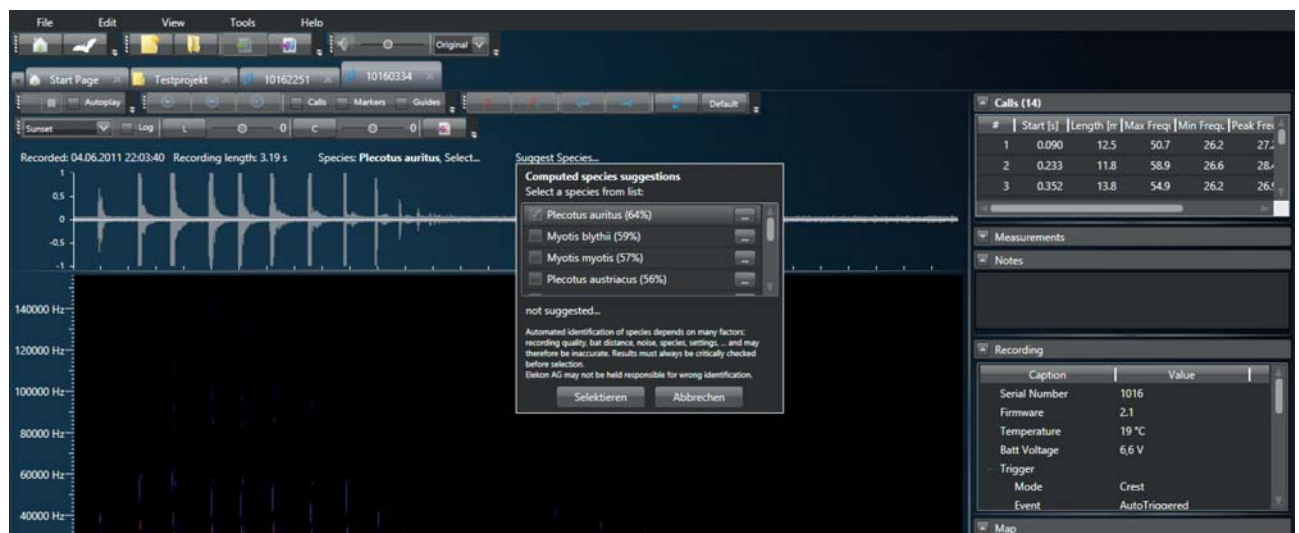 File Edit View Tools Help
Original
Start Page Testprojekt 10162251 10160334
Autoplay Calls Markers Guides Default
Sunset Log L 0 C 0
Recorded: 04.06.2011 22:03:40 Recording length: 3.19 s Species: Plecotus auritus, Select... Suggest Species...
1
0.5
0
-0.5
-1
140000 Hz
120000 Hz
100000 Hz
80000 Hz
60000 Hz
40000 Hz
Computed species suggestions
Select a species from list:
Plecotus auritus (64%) ...
Myotis blythii (59%) ...
Myotis myotis (57%) ...
Plecotus austriacus (56%) ...
not suggested...
Automated identification of species depends on many factors:
recording quality, bat distance, noise, species, settings, ... and may
therefore be inaccurate. Results must always be critically checked
before selection.
Elekon AG may not be held responsible for wrong identification.
Selektieren Abbrechen
Calls (14)
# Start [s] Length [m Max Frequ Min Frequ. Peak Fre
1 0.090 12.5 50.7 26.2 27.
2 0.233 11.8 58.9 26.6 28.
3 0.352 13.8 54.9 26.2 26.
Measurements
Notes
Recording
Caption Value
Serial Number 1016
Firmware 2.1
Temperature 19 °C
Batt Voltage 6,6 V
Trigger
Mode Crest
Event AutoTriggered
Map